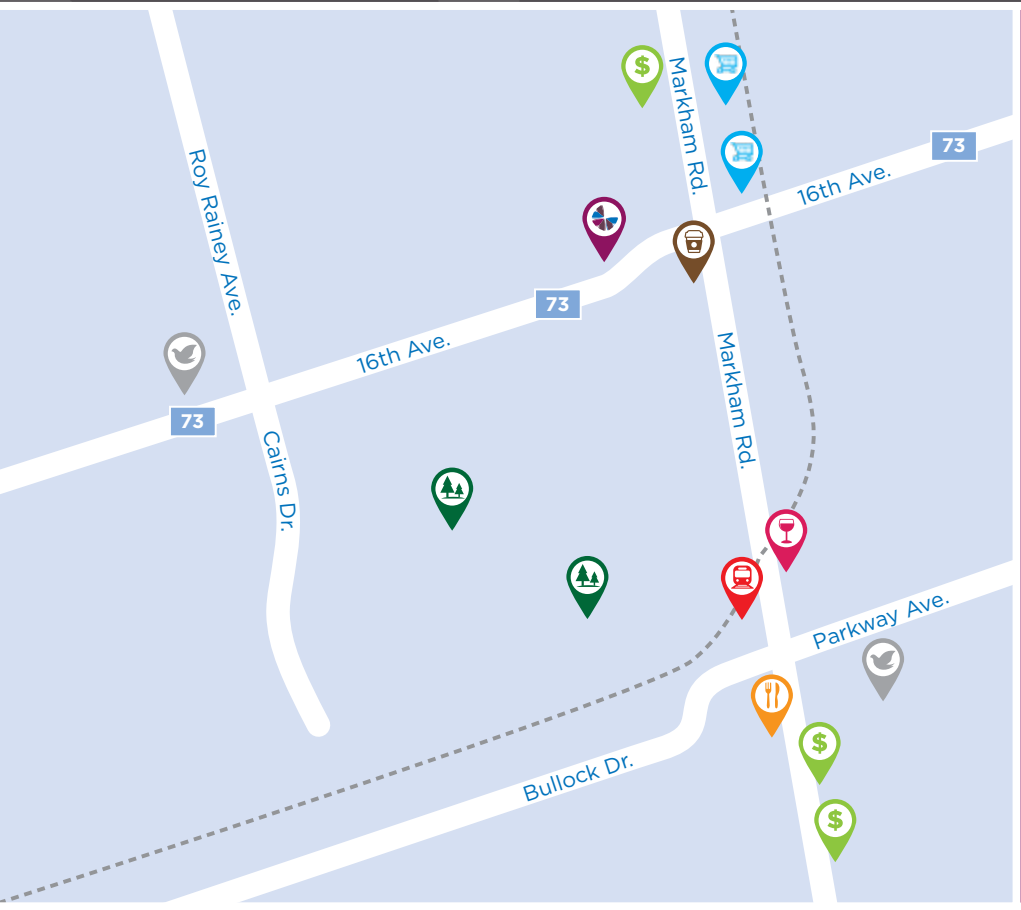 $
Markham Rd.
73
16th Ave.
Roy Rainey Ave.
73
16th Ave.
Markham Rd.
73
Cairns Dr.
Parkway Ave.
$
Bullock Dr.
$